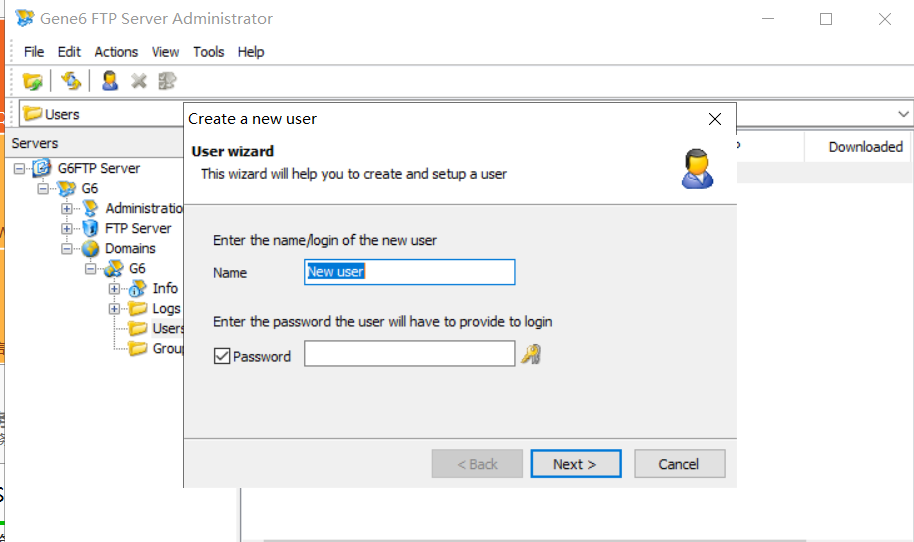 Gene6 FTP Server Administrator
File Edit Actions View Tools Help
Users
Create a new user
Servers
User wizard
Downloaded
This wizard will help you to create and setup a user
G6FTP Server
G6
Administratio
FTP Server
Domains
G6
Info
Logs
Users
Group
Enter the name/login of the new user
Name New user
Enter the password the user will have to provide to login
Password
< Back Next > Cancel